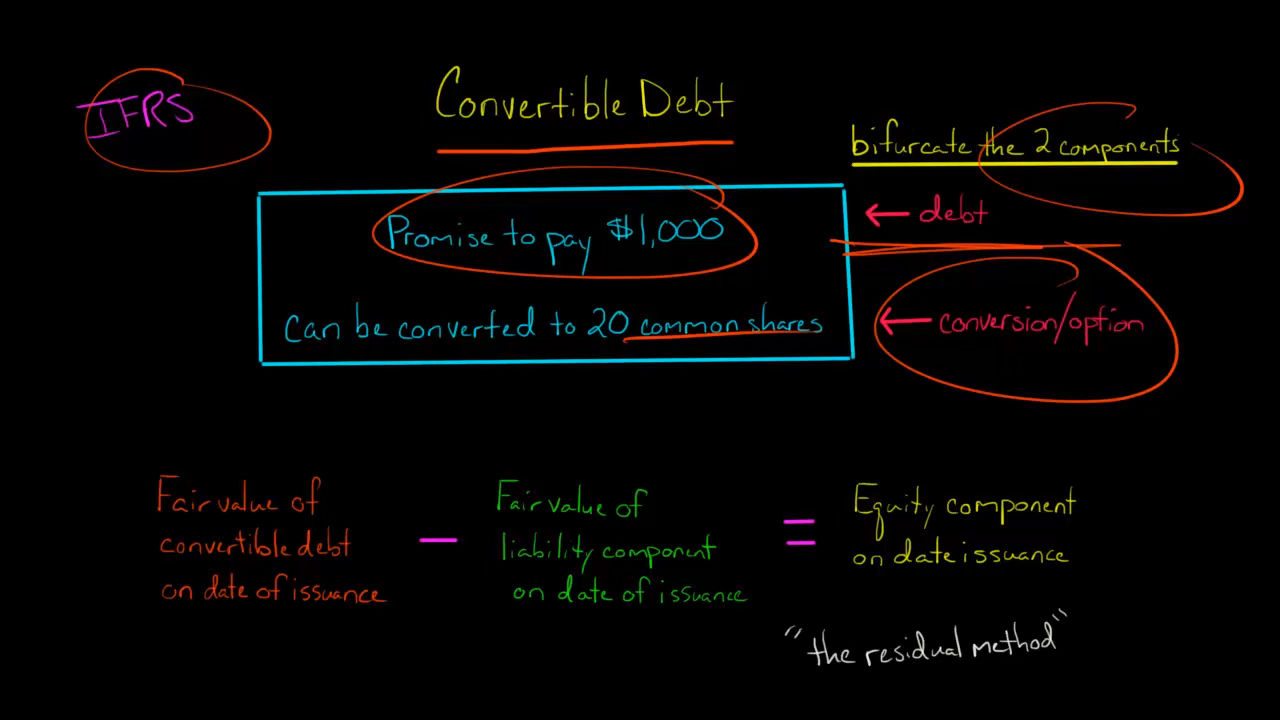 IFRS
Convertible Debt
bifurcate the 2 components
Promise to pay $1,000
← debt
Can be converted to 20 common shares
← conversion/option
Fair value of
convertible debt
on date of issuance
-
Fair value of
liability component
on date of issuance
=
Equity component
on date issuance
"the residual method"